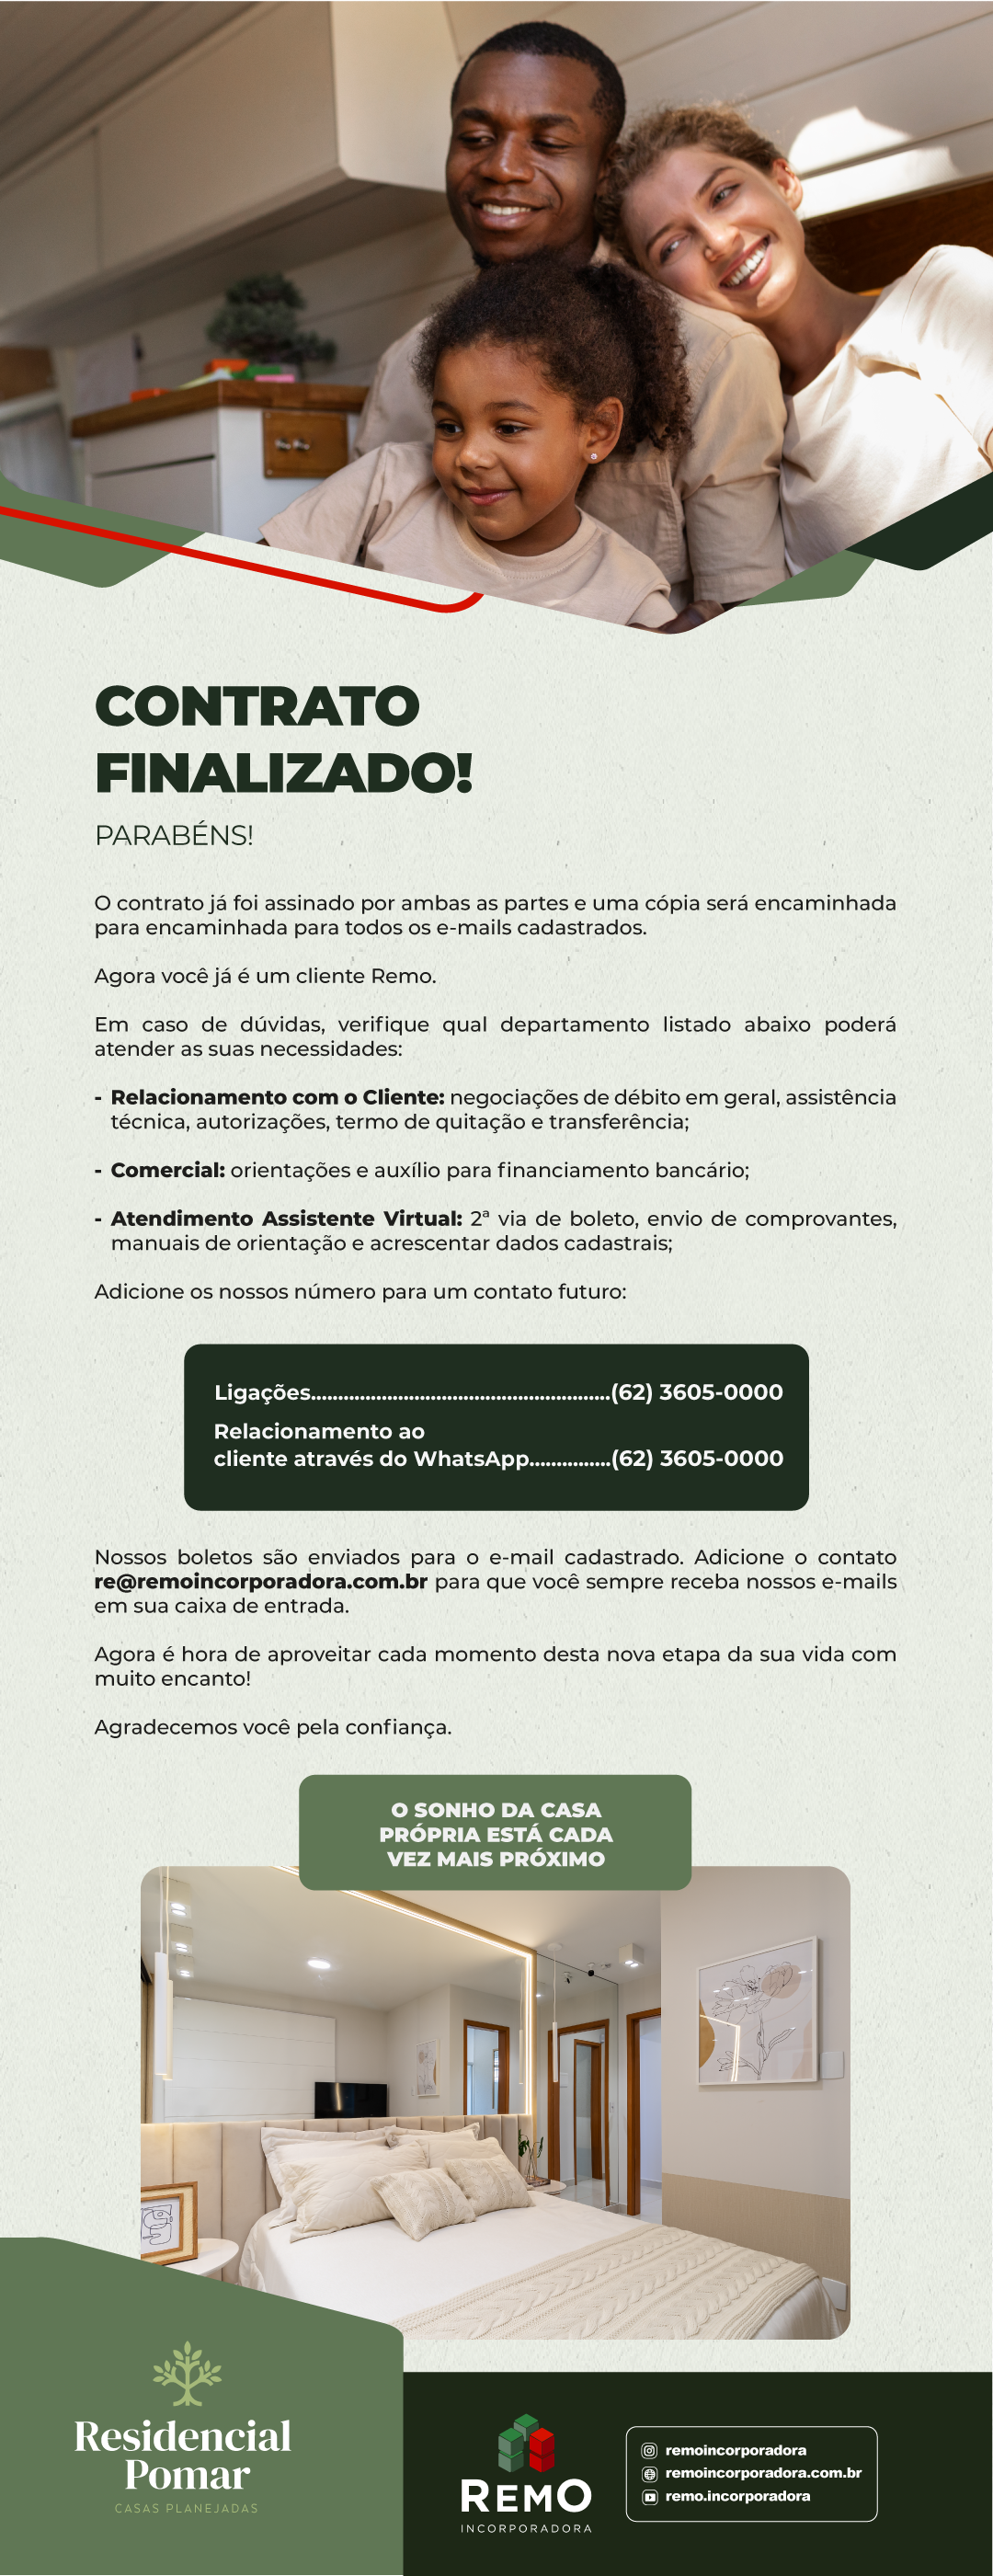 CONTRATO
FINALIZADO!
PARABÉNS!
O contrato já foi assinado por ambas as partes e uma cópia será encaminhada
para encaminhada para todos os e-mails cadastrados.
Agora você já é um cliente Remo.
Em caso de dúvidas, verifique qual departamento listado abaixo poderá
atender as suas necessidades:
- Relacionamento com o Cliente: negociações de débito em geral, assistência
técnica, autorizações, termo de quitação e transferência;
- Comercial: orientações e auxílio para financiamento bancário;
- Atendimento Assistente Virtual: 2ª via de boleto, envio de comprovantes,
manuais de orientação e acrescentar dados cadastrais;
Adicione os nossos número para um contato futuro:
Ligações.......................................................(62) 3605-0000
Relacionamento ao
cliente através do WhatsApp...............(62) 3605-0000
Nossos boletos são enviados para o e-mail cadastrado. Adicione o contato
re@remoincorporadora.com.br para que você sempre receba nossos e-mails
em sua caixa de entrada.
Agora é hora de aproveitar cada momento desta nova etapa da sua vida com
muito encanto!
Agradecemos você pela confiança.
O SONHO DA CASA
PRÓPRIA ESTÁ CADA
VEZ MAIS PRÓXIMO
Residencial
Pomar
CASAS PLANEJADAS
REMO
INCORPORADORA
remoincorporadora
remoincorporadora.com.br
remo.incorporadora